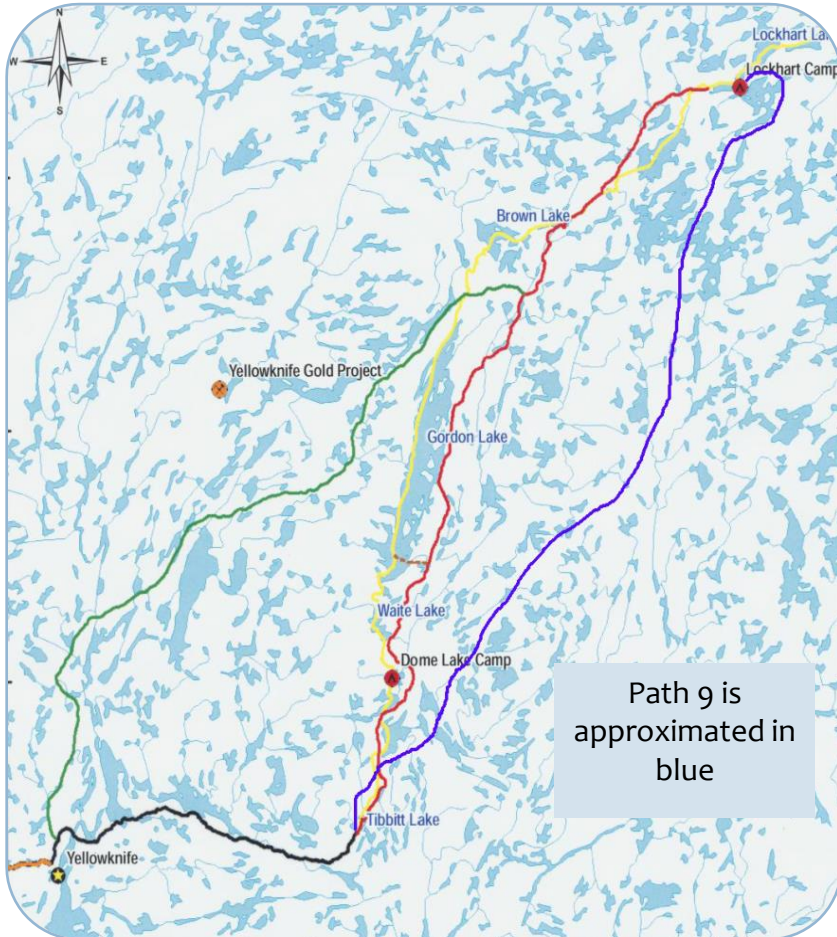 N
W
E
S
Lockhart La
Lockhart Camp
Brown Lake
Yellowknife Gold Project
Gordon Lake
Waite Lake
Dome Lake Camp
Path 9 is
approximated in
blue
Tibbitt Lake
Yellowknife